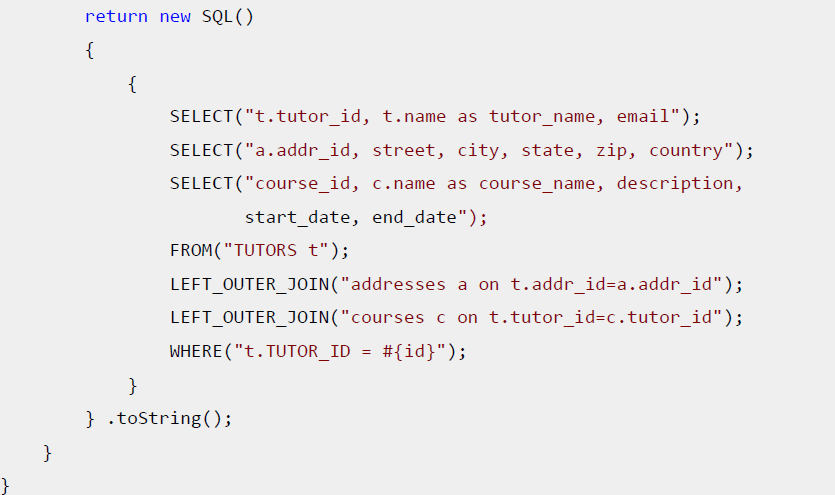 return new SQL()
{
{
SELECT("t.tutor_id, t.name as tutor_name, email");
SELECT("a.addr_id, street, city, state, zip, country");
SELECT("course_id, c.name as course_name, description,
start_date, end_date");
FROM("TUTORS t");
LEFT_OUTER_JOIN("addresses a on t.addr_id=a.addr_id");
LEFT_OUTER_JOIN("courses c on t.tutor_id=c.tutor_id");
WHERE("t.TUTOR_ID = #{id}");
}
} .toString();
}
}